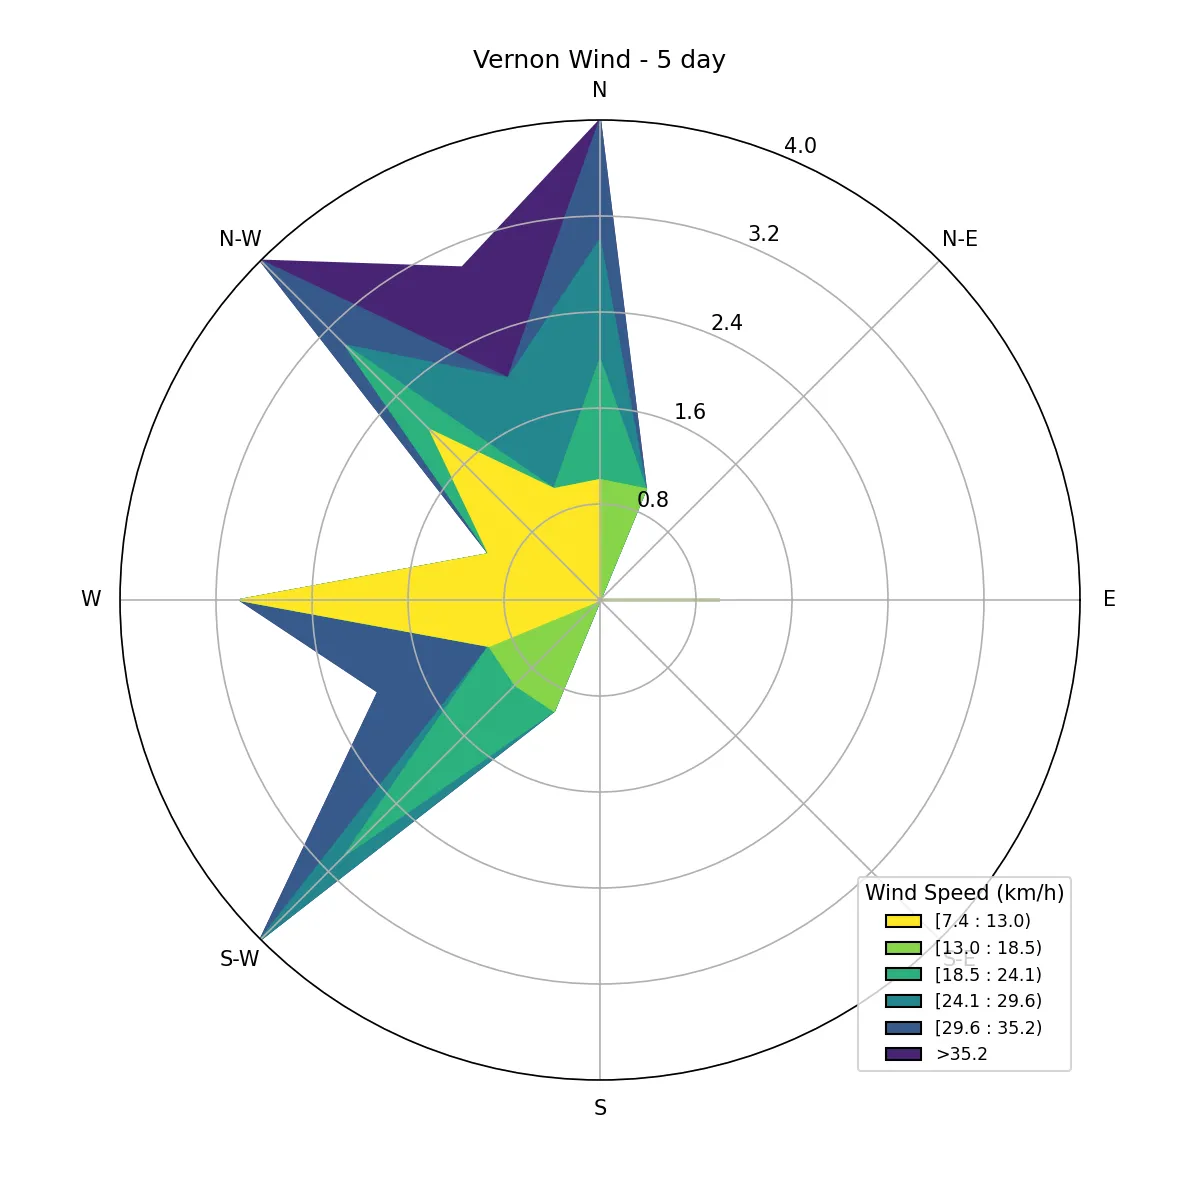 Vernon Wind - 5 day
N
4.0
N-W
N-E
3.2
2.4
1.6
0.8
W
E
Wind Speed (km/h)
[7.4 : 13.0)
[13.0 : 18.5)
[18.5 : 24.1)
[24.1 : 29.6)
[29.6 : 35.2)
>35.2
S-W
S-E
S